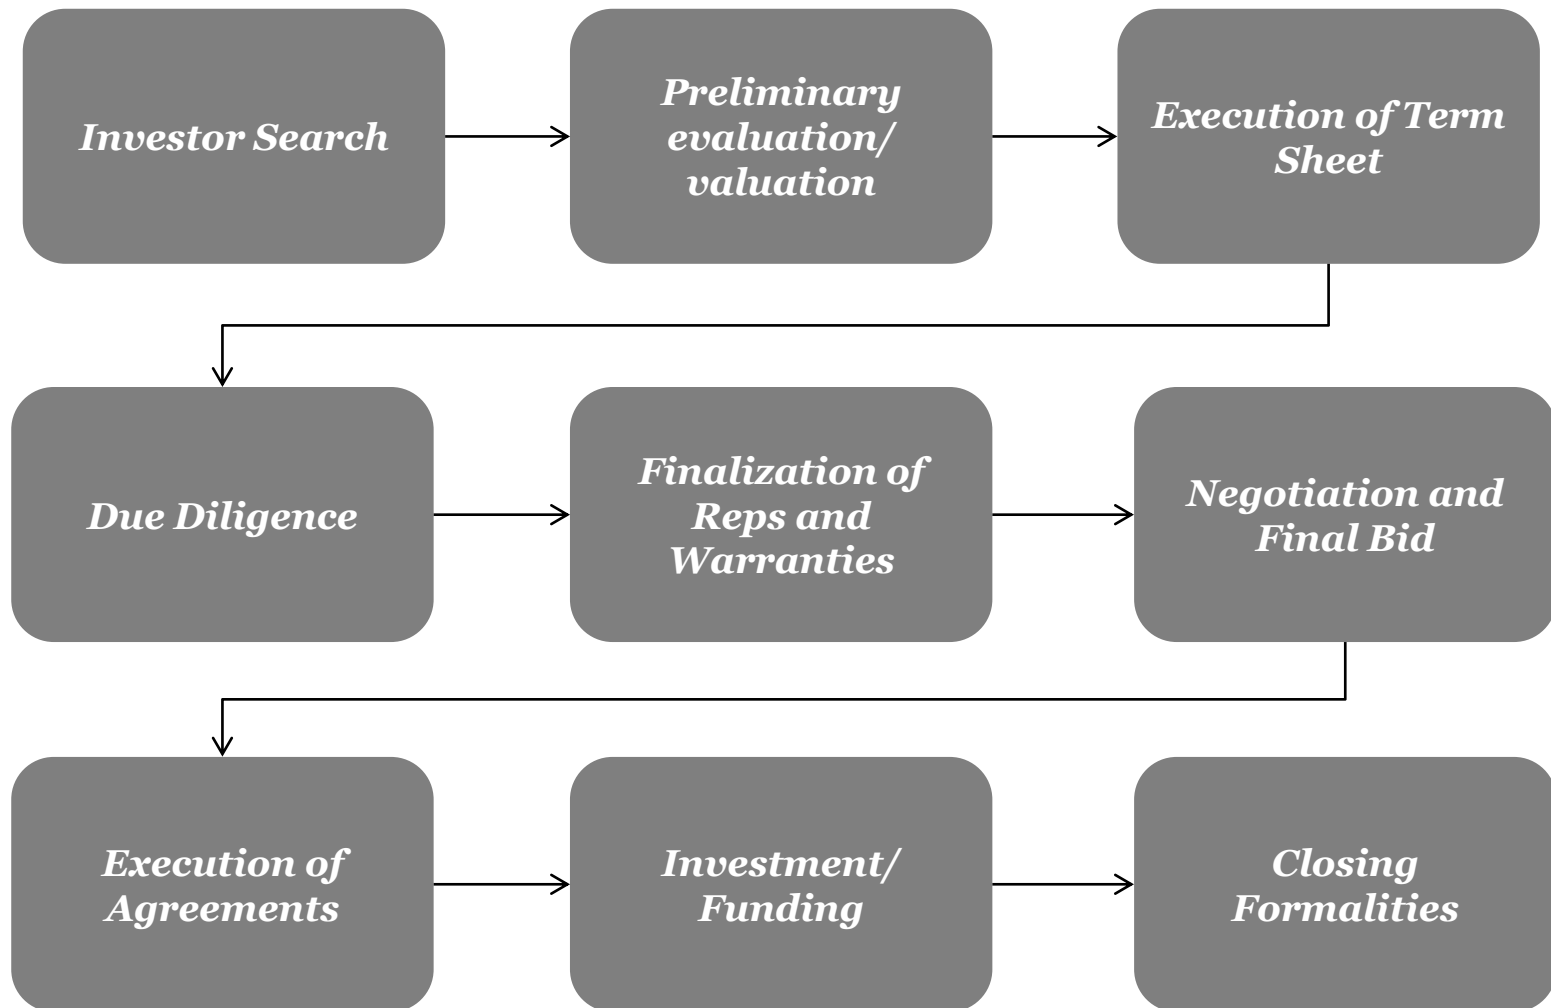 Investor Search
Preliminary
evaluation/
valuation
Execution of Term
Sheet
Due Diligence
Finalization of
Reps and
Warranties
Negotiation and
Final Bid
Execution of
Agreements
Investment/
Funding
Closing
Formalities